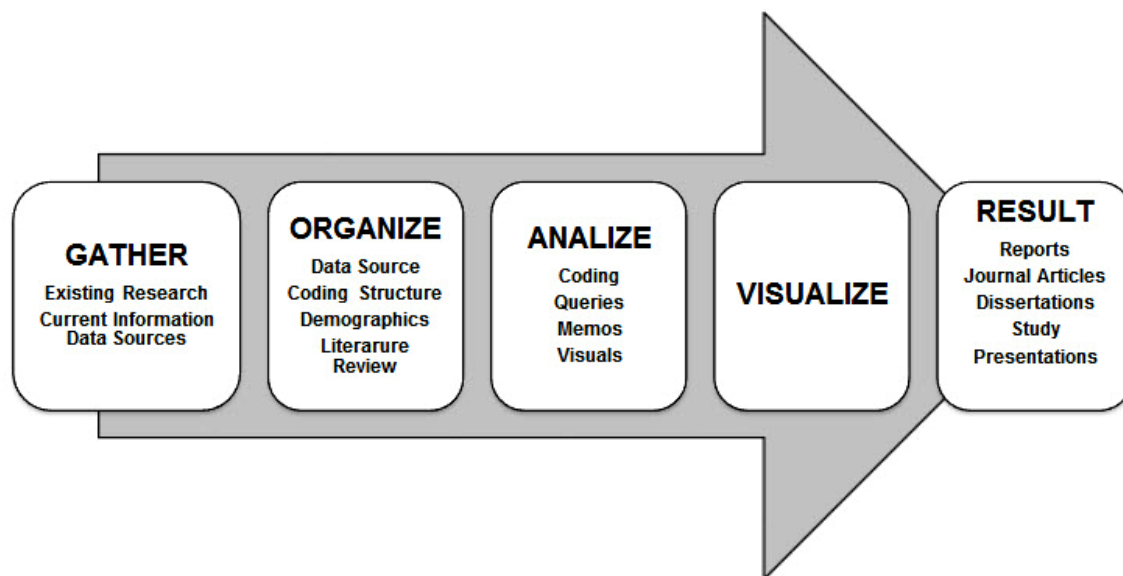 GATHER
Existing Research
Current Information
Data Sources
ORGANIZE
Data Source
Coding Structure
Demographics
Literarure
Review
ANALIZE
Coding
Queries
Memos
Visuals
VISUALIZE
RESULT
Reports
Journal Articles
Dissertations
Study
Presentations